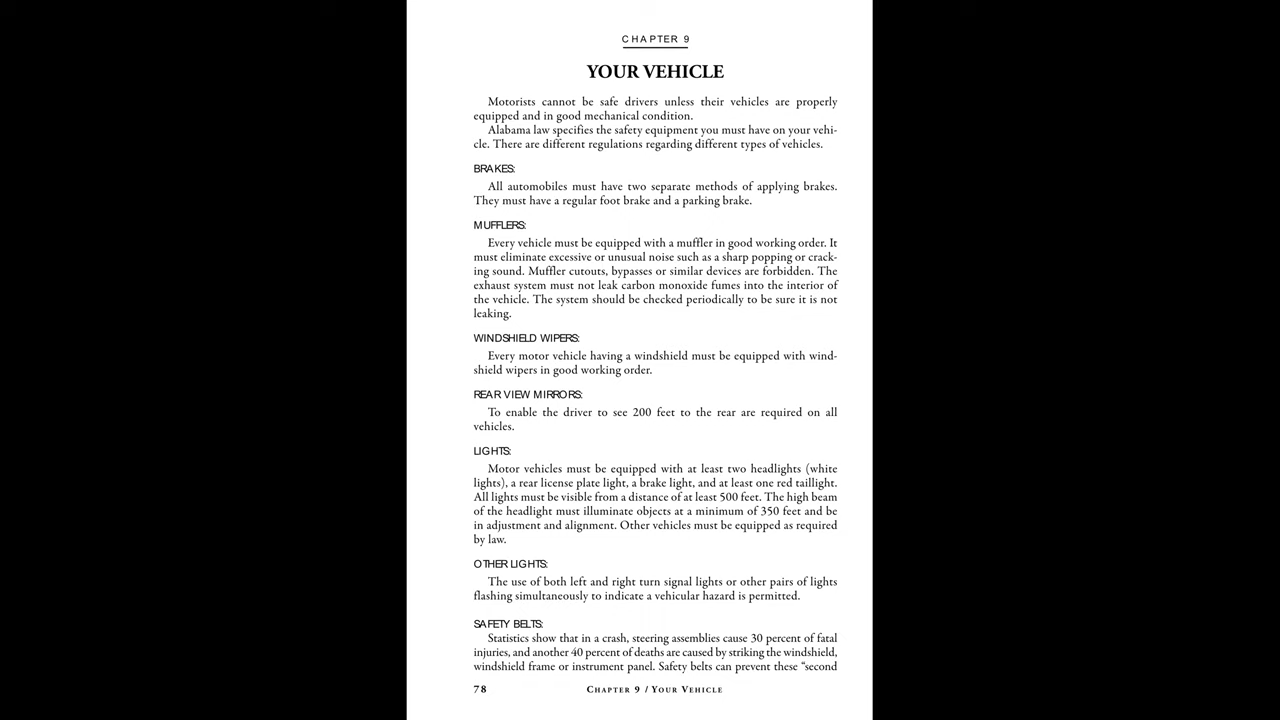 CHAPTER 9
YOUR VEHICLE
Motorists cannot be safe drivers unless their vehicles are properly
equipped and in good mechanical condition.
Alabama law specifies the safety equipment you must have on your vehi-
cle. There are different regulations regarding different types of vehicles.
BRAKES:
All automobiles must have two separate methods of applying brakes.
They must have a regular foot brake and a parking brake.
MUFFLERS:
Every vehicle must be equipped with a muffler in good working order. It
must eliminate excessive or unusual noise such as a sharp popping or crack-
ing sound. Muffler cutouts, bypasses or similar devices are forbidden. The
exhaust system must not leak carbon monoxide fumes into the interior of
the vehicle. The system should be checked periodically to be sure it is not
leaking.
WINDSHIELD WIPERS:
Every motor vehicle having a windshield must be equipped with wind-
shield wipers in good working order.
REAR VIEW MIRRORS:
To enable the driver to see 200 feet to the rear are required on all
vehicles.
LIGHTS:
Motor vehicles must be equipped with at least two headlights (white
lights), a rear license plate light, a brake light, and at least one red taillight.
All lights must be visible from a distance of at least 500 feet. The high beam
of the headlight must illuminate objects at a minimum of 350 feet and be
in adjustment and alignment. Other vehicles must be equipped as required
by law.
OTHER LIGHTS:
The use of both left and right turn signal lights or other pairs of lights
flashing simultaneously to indicate a vehicular hazard is permitted.
SAFETY BELTS:
Statistics show that in a crash, steering assemblies cause 30 percent of fatal
injuries, and another 40 percent of deaths are caused by striking the windshield,
windshield frame or instrument panel. Safety belts can prevent these “second
78 CHAPTER 9 / YOUR VEHICLE